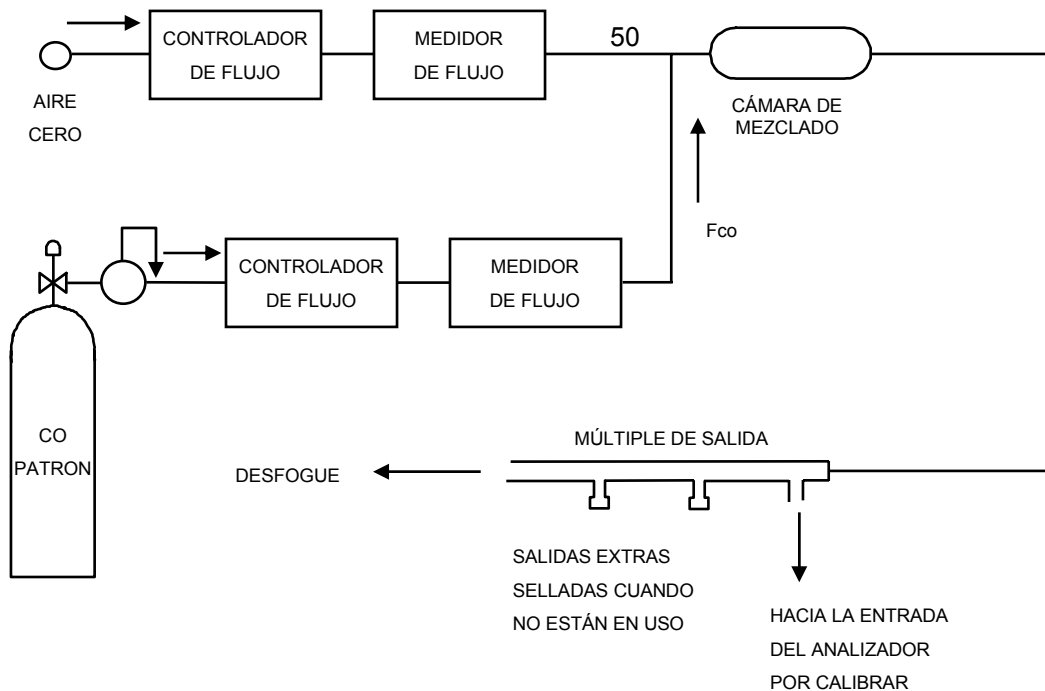 CONTROLADOR
DE FLUJO
MEDIDOR
DE FLUJO
50
AIRE
CERO
CÁMARA DE
MEZCLADO
Fco
CONTROLADOR
DE FLUJO
MEDIDOR
DE FLUJO
CO
PATRON
MÚLTIPLE DE SALIDA
DESFOGUE
SALIDAS EXTRAS
SELLADAS CUANDO
NO ESTÁN EN USO
HACIA LA ENTRADA
DEL ANALIZADOR
POR CALIBRAR